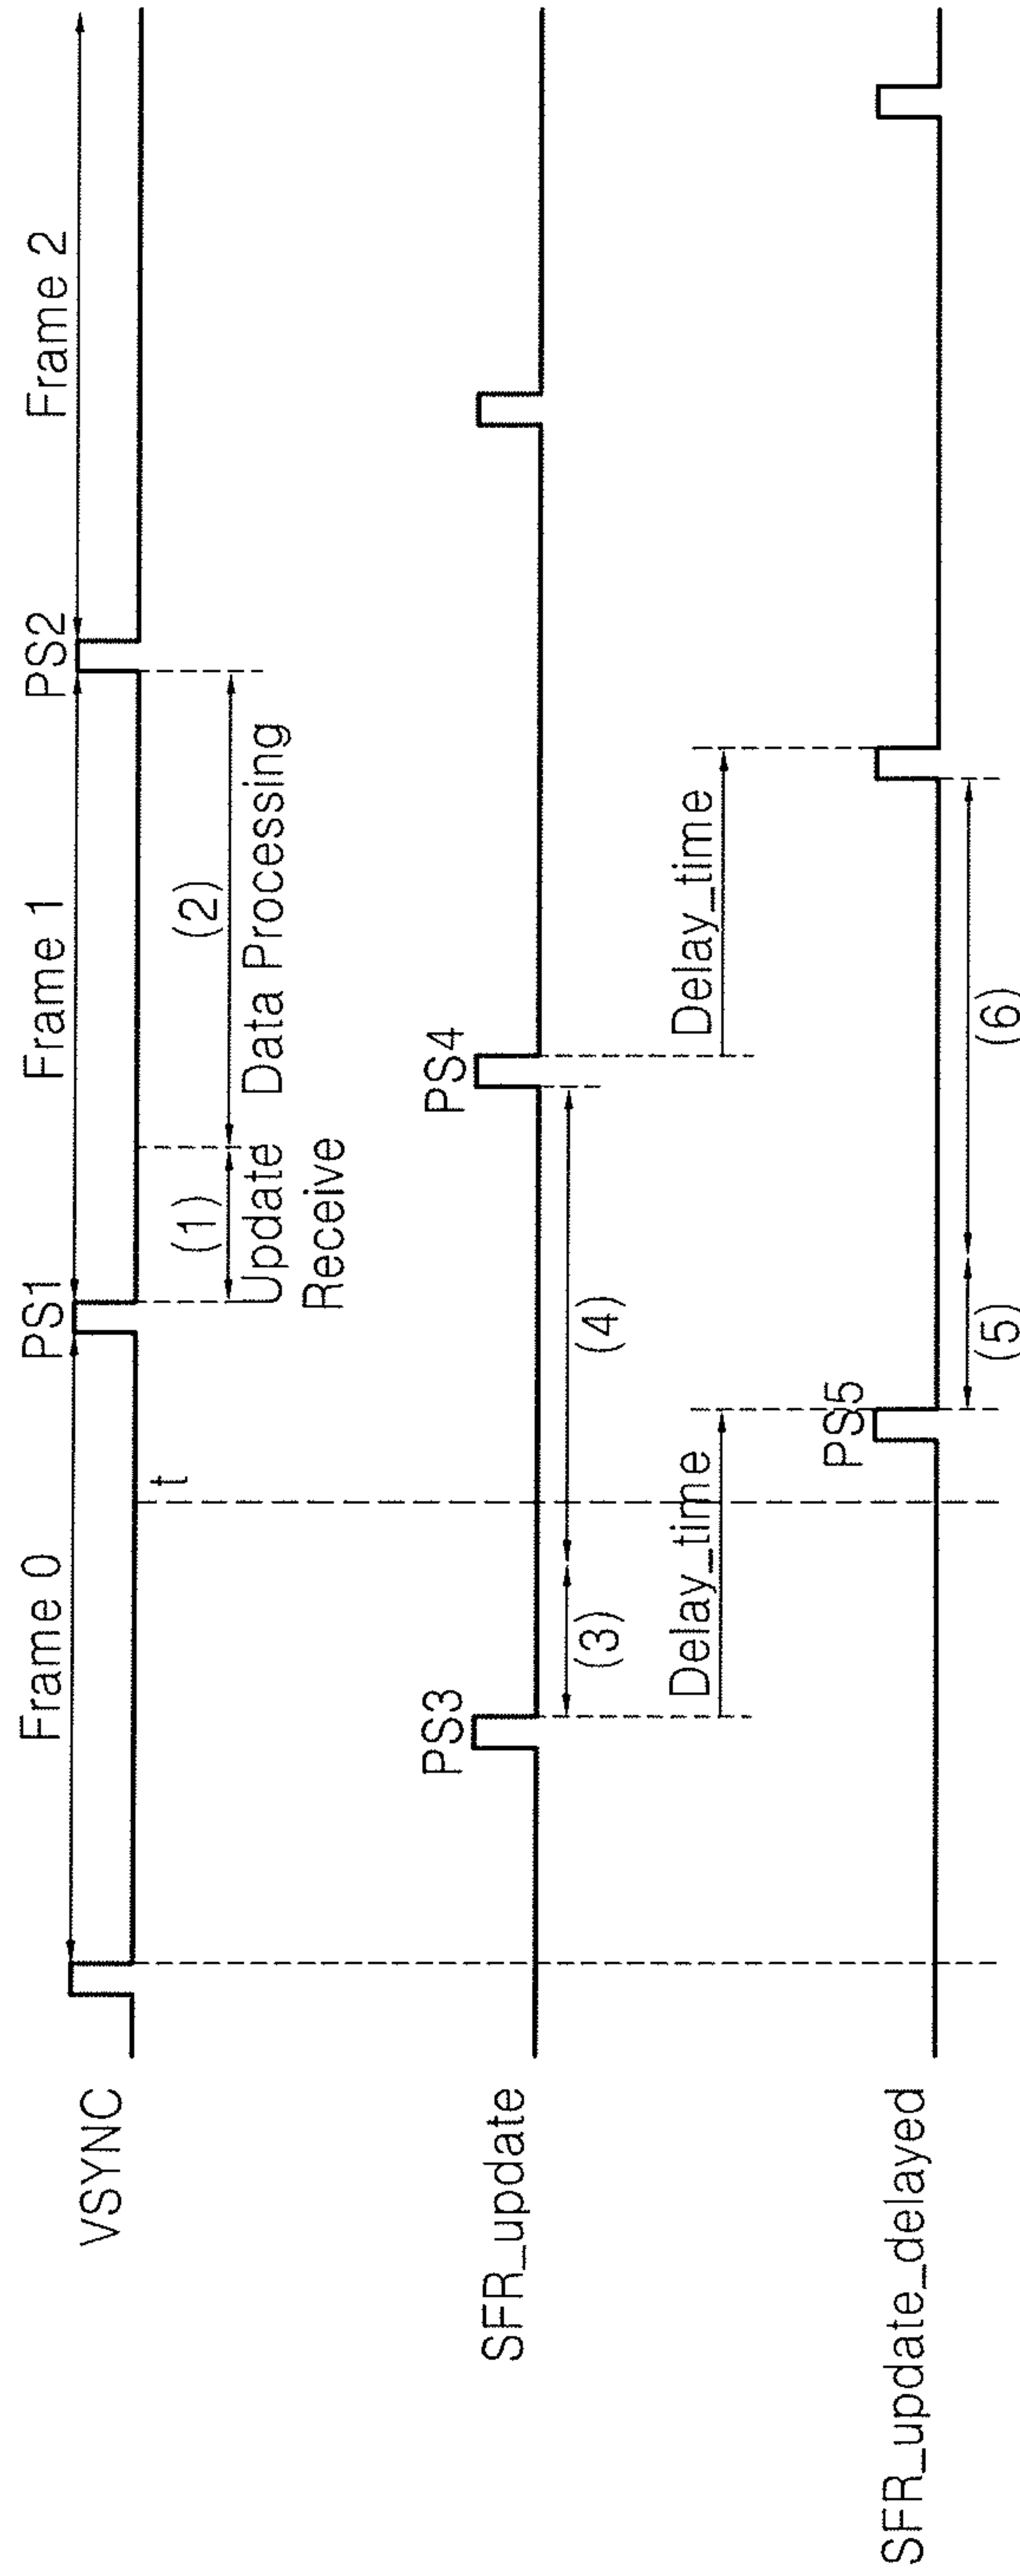 Frame 0
PS1
Frame 1
PS2
Frame 2
VSYNC
t
(1)
(2)
Update
Data Processing
Receive
PS3
PS4
SFR_update
(3)
(4)
Delay_time
Delay_time
PS5
SFR_update_delayed
(5)
(6)